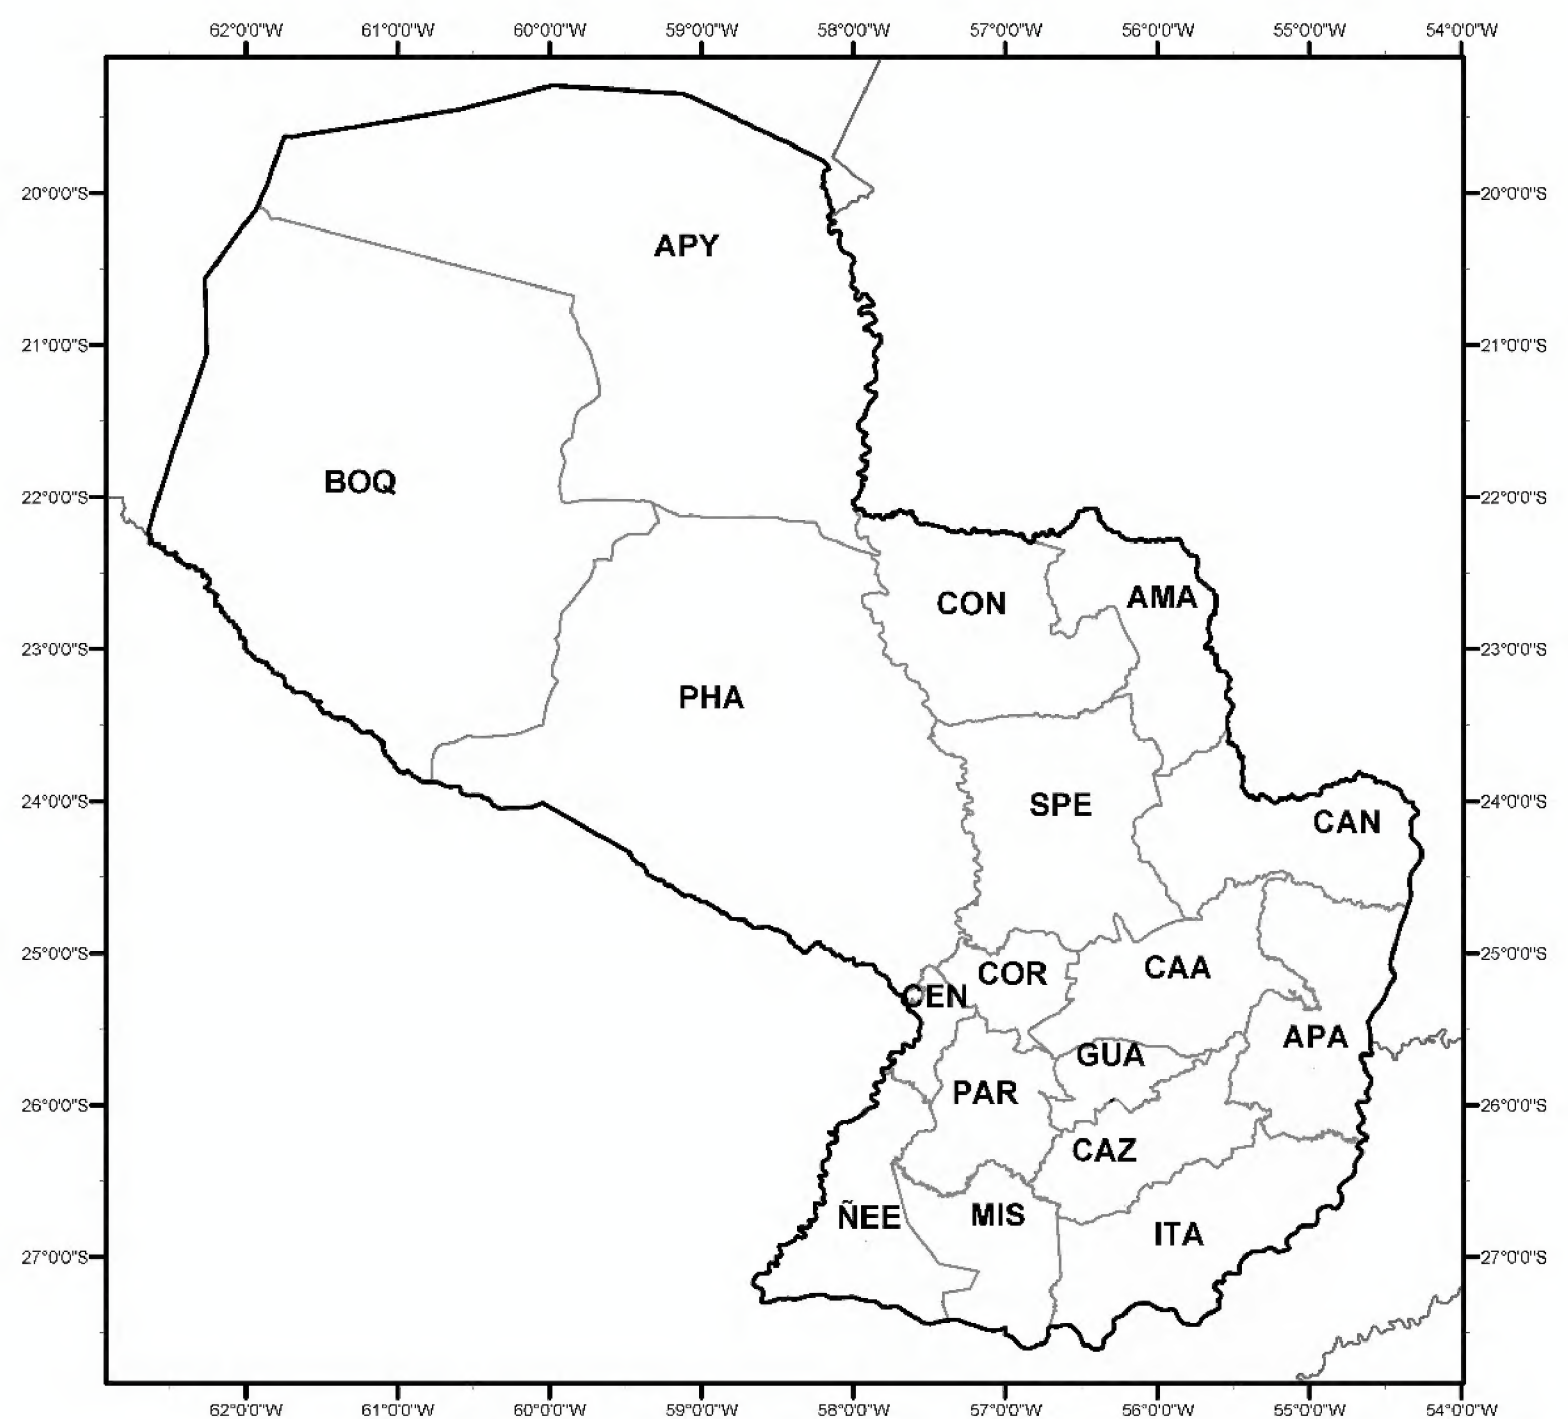 62°0'0"W 61°0'0"W 60°0'0"W 59°0'0"W 58°0'0"W 57°0'0"W 56°0'0"W 55°0'0"W 54°0'0"W
20°0'0"S 20°0'0"S
APY
21°0'0"S 21°0'0"S
BOQ
22°0'0"S 22°0'0"S
CON AMA
23°0'0"S 23°0'0"S
PHA
24°0'0"S SPE 24°0'0"S
CAN
25°0'0"S 25°0'0"S
COR CAA
CEN
APA
GUA
PAR
26°0'0"S 26°0'0"S
CAZ
ÑEE MIS
ITA
27°0'0"S 27°0'0"S
62°0'0"W 61°0'0"W 60°0'0"W 59°0'0"W 58°0'0"W 57°0'0"W 56°0'0"W 55°0'0"W 54°0'0"W